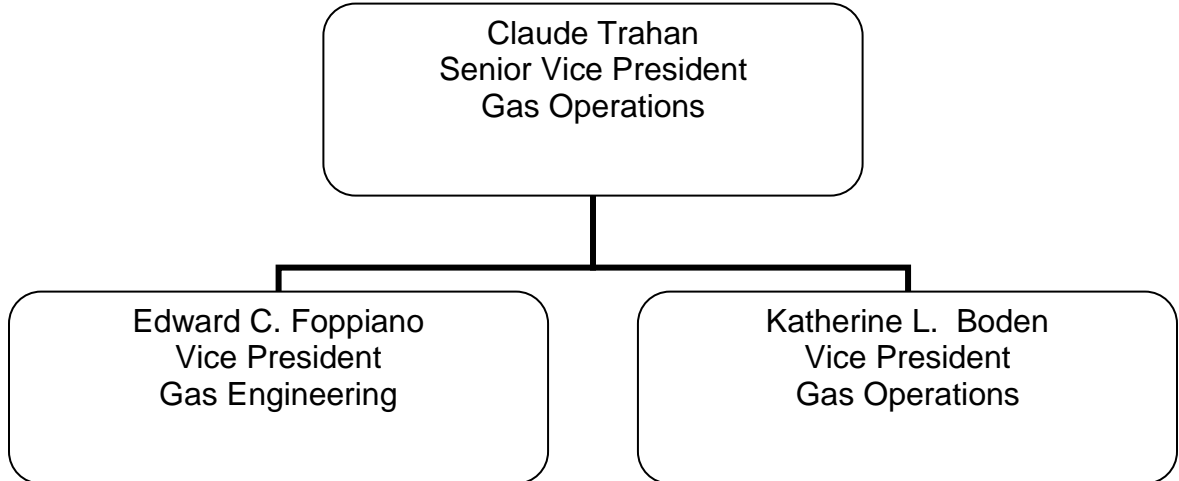 Claude Trahan
Senior Vice President
Gas Operations
Edward C. Foppiano
Vice President
Gas Engineering
Katherine L.  Boden
Vice President
Gas Operations